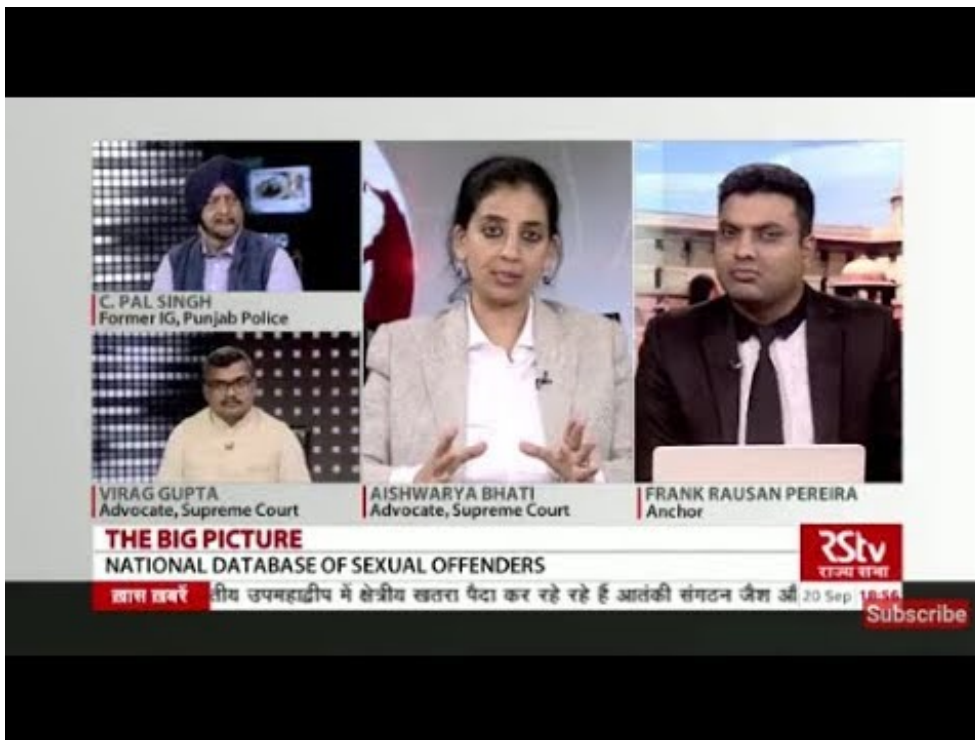 C. PAL SINGH
Former IG, Punjab Police
VIRAG GUPTA
Advocate, Supreme Court
AISHWARYA BHATI
Advocate, Supreme Court
FRANK RAUSAN PEREIRA
Anchor
THE BIG PICTURE
NATIONAL DATABASE OF SEXUAL OFFENDERS
RStv
राज्य सभा
ख़ास ख़बरें तीय उपमहाद्वीप में क्षेत्रीय खतरा पैदा कर रहे रहे हैं आतंकी संगठन जैश औ 20 Sep 18:56
Subscribe